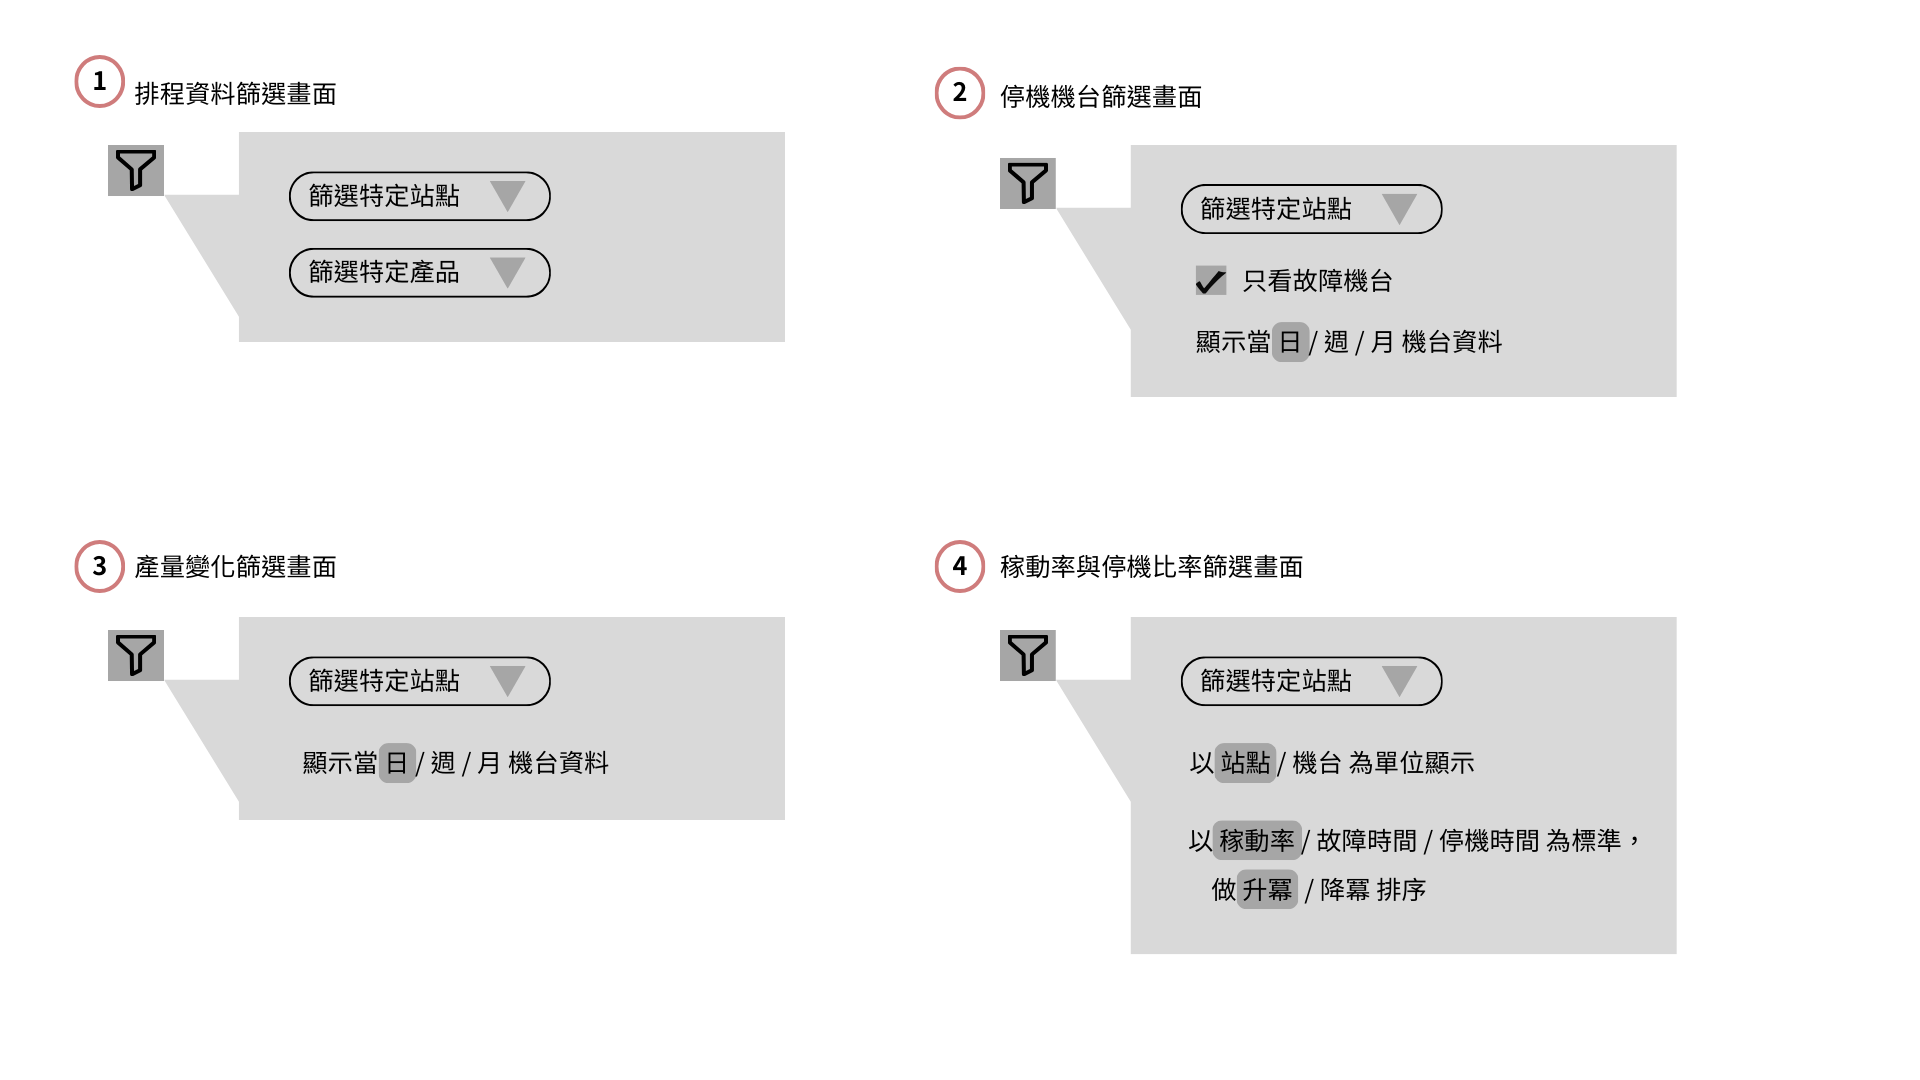 1 排程資料篩選畫面
篩選特定站點
篩選特定產品
2 停機機台篩選畫面
篩選特定站點
只看故障機台
顯示當 日 / 週 / 月 機台資料
3 產量變化篩選畫面
篩選特定站點
顯示當 日 / 週 / 月 機台資料
4 稼動率與停機比率篩選畫面
篩選特定站點
以 站點 / 機台 為單位顯示
以 稼動率 / 故障時間 / 停機時間 為標準，
做 升冪 / 降冪 排序